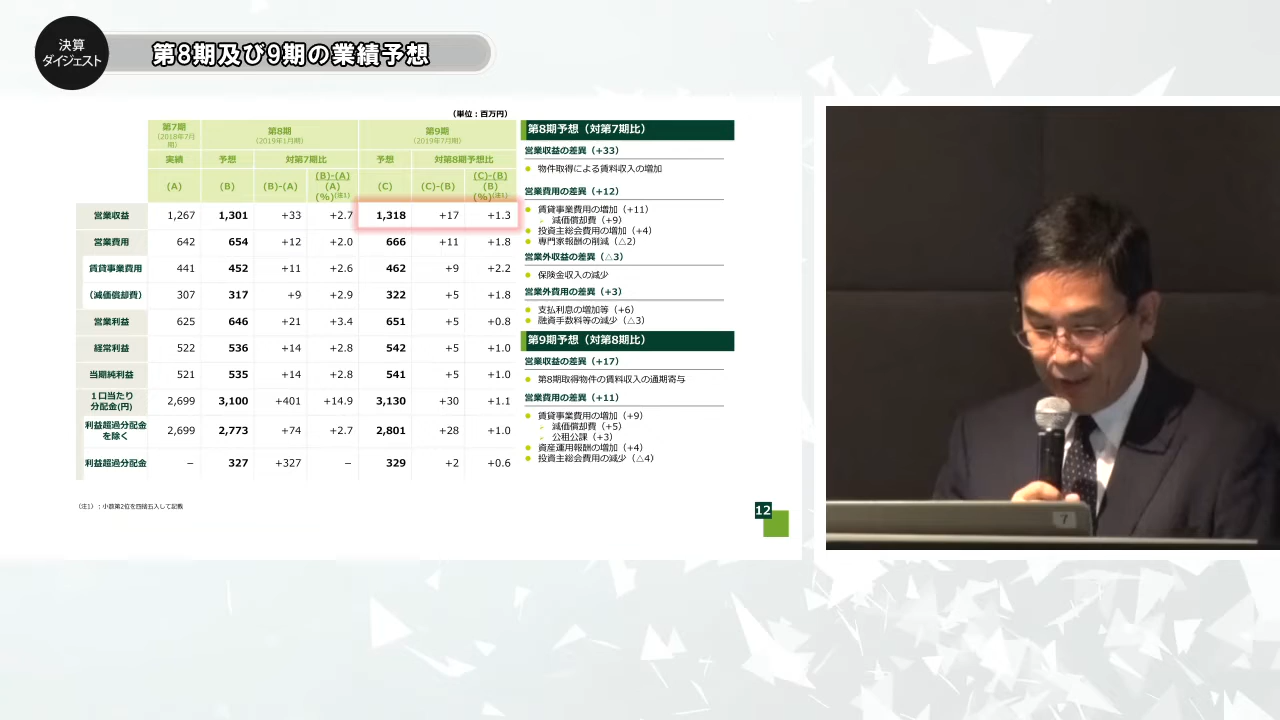 決算
ダイジェスト
第8期及び9期の業績予想
（単位：百万円）
第7期
（2018年7月期）
第8期
（2019年1月期）
第9期
（2019年7月期）
実績 予想 対第7期比 予想 対第8期予想比
(A) (B) (B)-(A) (B)-(A) (A) (%)(注1) (C) (C)-(B) (C)-(B) (B) (%)(注1)
営業収益 1,267 1,301 +33 +2.7 1,318 +17 +1.3
営業費用 642 654 +12 +2.0 666 +11 +1.8
賃貸事業費用 441 452 +11 +2.6 462 +9 +2.2
（減価償却費） 307 317 +9 +2.9 322 +5 +1.8
営業利益 625 646 +21 +3.4 651 +5 +0.8
経常利益 522 536 +14 +2.8 542 +5 +1.0
当期純利益 521 535 +14 +2.8 541 +5 +1.0
１口当たり
分配金(円) 2,699 3,100 +401 +14.9 3,130 +30 +1.1
利益超過分配金
を除く 2,699 2,773 +74 +2.7 2,801 +28 +1.0
利益超過分配金 － 327 +327 － 329 +2 +0.6
（注1）：小数第2位を四捨五入して記載
第8期予想（対第7期比）
営業収益の差異（+33）
物件取得による賃料収入の増加
営業費用の差異（+12）
賃貸事業費用の増加（+11）
減価償却費（+9）
投資主総会費用の増加（+4）
専門家報酬の削減（△2）
営業外収益の差異（△3）
保険金収入の減少
営業外費用の差異（+3）
支払利息の増加等（+6）
融資手数料等の減少（△3）
第9期予想（対第8期比）
営業収益の差異（+17）
第8期取得物件の賃料収入の通期寄与
営業費用の差異（+11）
賃貸事業費用の増加（+9）
減価償却費（+5）
公租公課（+3）
資産運用報酬の増加（+4）
投資主総会費用の減少（△4）
12
7